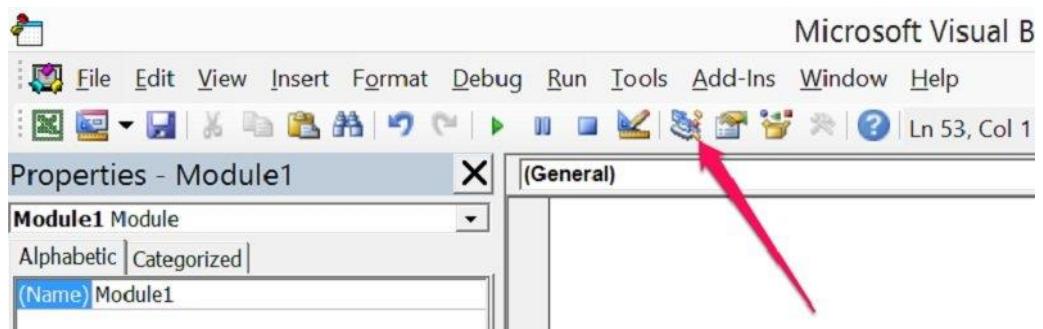 Microsoft Visual B
File Edit View Insert Format Debug Run Tools Add-Ins Window Help
Ln 53, Col 1
Properties - Module1
(General)
Module1 Module
Alphabetic Categorized
(Name) Module1